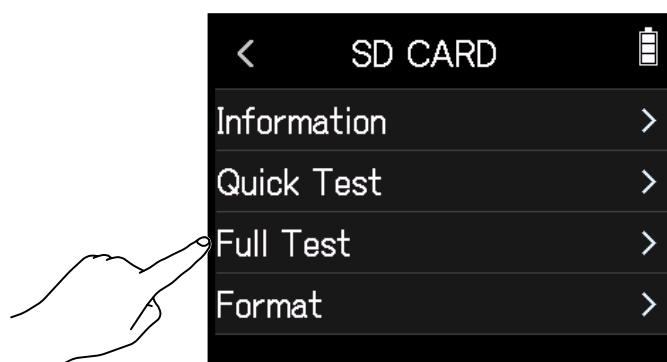 SD CARD
Information
Quick Test
Full Test
Format